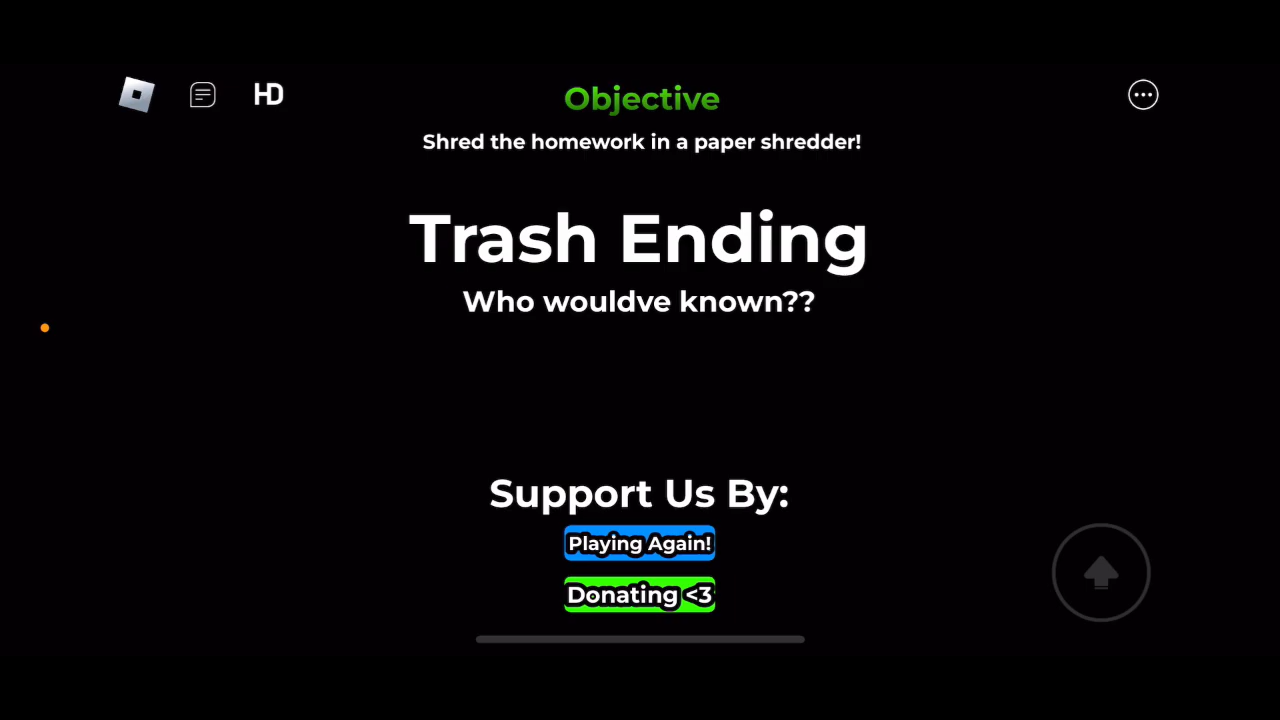 HD
Objective
Shred the homework in a paper shredder!
Trash Ending
Who wouldve known??
Support Us By:
Playing Again!
Donating <3